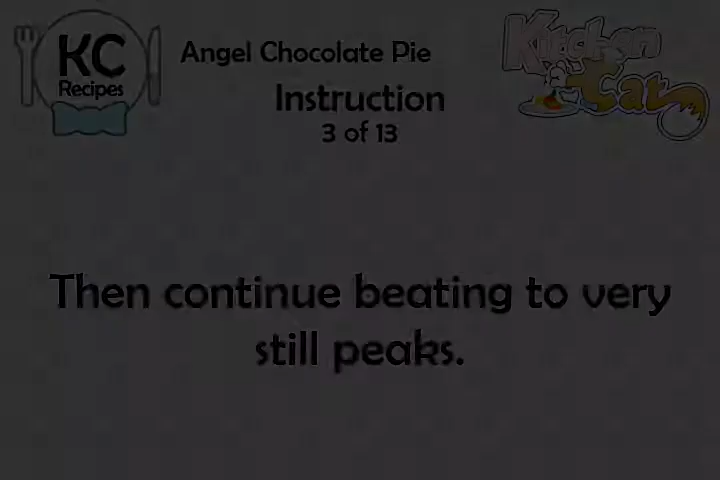 KC
Recipes
Angel Chocolate Pie
Kitchen
Cat
Instruction
3 of 13
Then continue beating to very
still peaks.